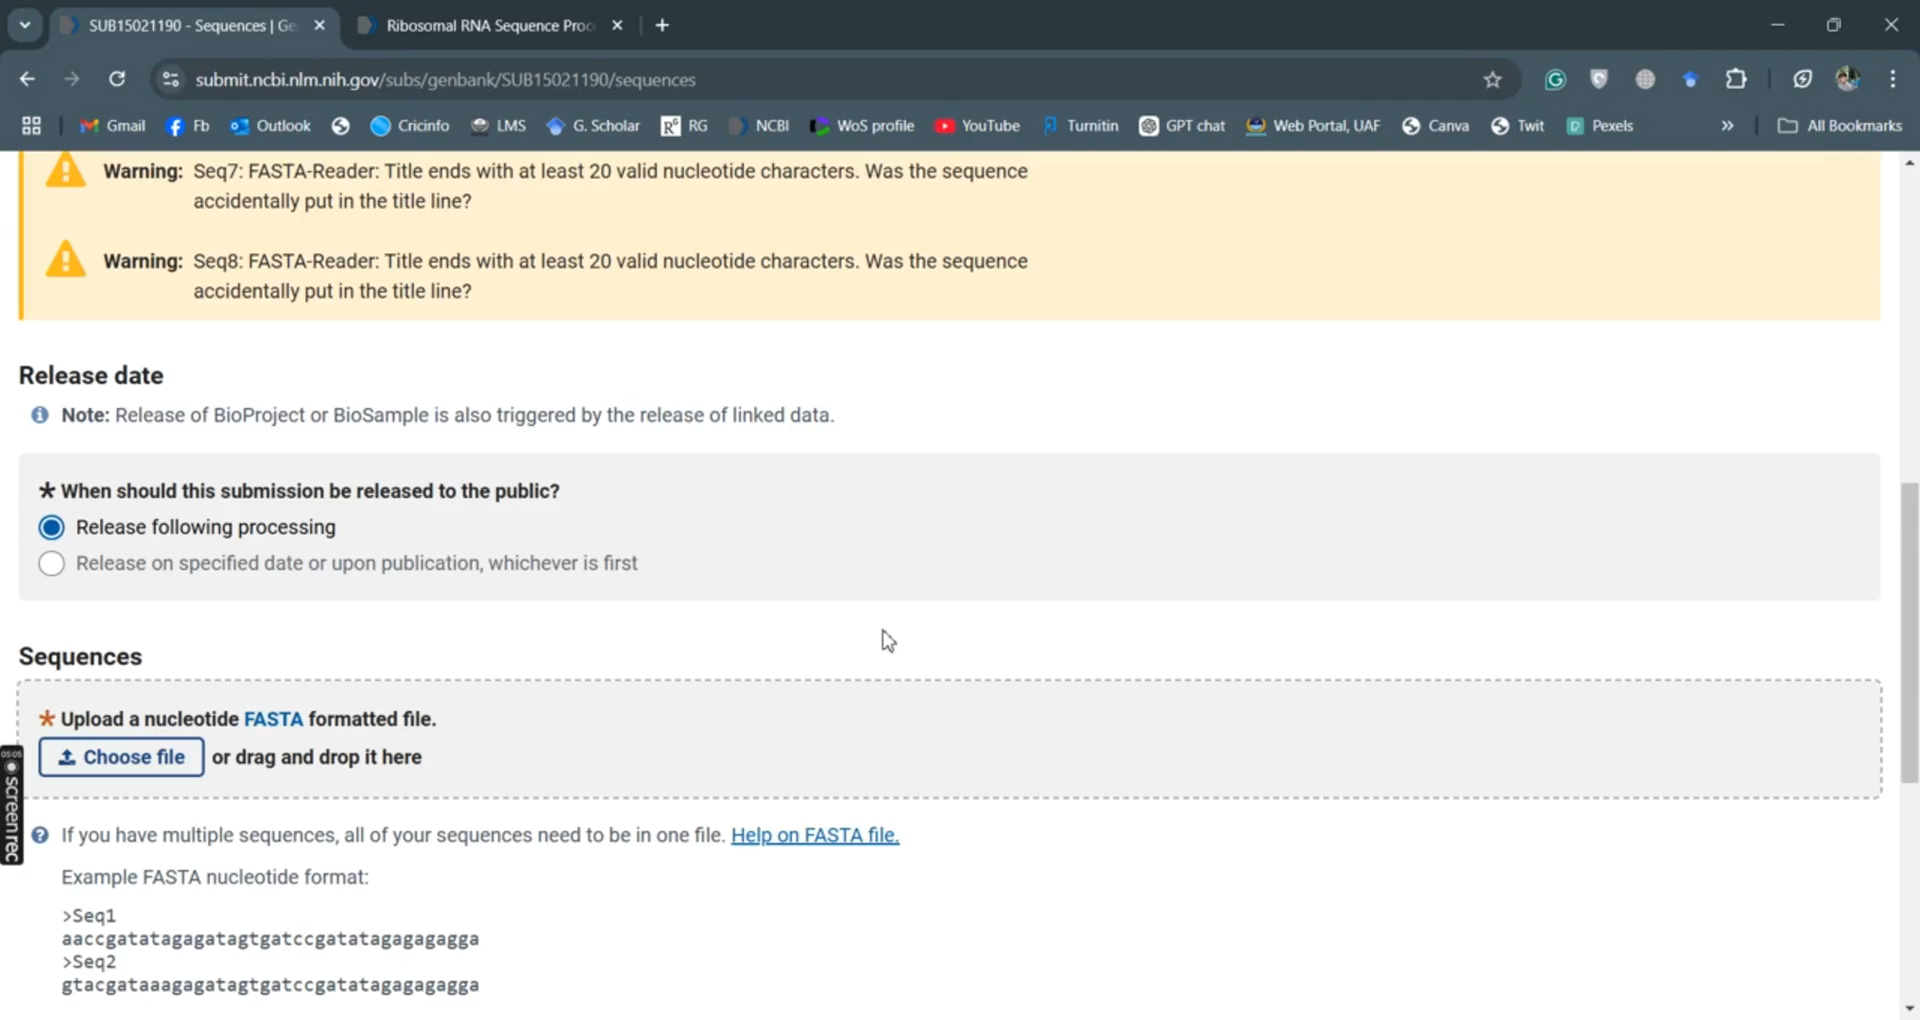 SUB15021190 - Sequences | Ge
Ribosomal RNA Sequence Proc
submit.ncbi.nlm.nih.gov/subs/genbank/SUB15021190/sequences
Gmail
Fb
Outlook
Cricinfo
LMS
G. Scholar
RG
NCBI
WoS profile
YouTube
Turnitin
GPT chat
Web Portal, UAF
Canva
Twit
Pexels
All Bookmarks
Warning: Seq7: FASTA-Reader: Title ends with at least 20 valid nucleotide characters. Was the sequence
accidentally put in the title line?
Warning: Seq8: FASTA-Reader: Title ends with at least 20 valid nucleotide characters. Was the sequence
accidentally put in the title line?
Release date
Note: Release of BioProject or BioSample is also triggered by the release of linked data.
* When should this submission be released to the public?
Release following processing
Release on specified date or upon publication, whichever is first
Sequences
* Upload a nucleotide FASTA formatted file.
Choose file or drag and drop it here
05:05
screenrec
If you have multiple sequences, all of your sequences need to be in one file. Help on FASTA file.
Example FASTA nucleotide format:
>Seq1
aaccgatatagagatagtgatccgatatagagagagga
>Seq2
gtacgataaagagatagtgatccgatatagagagagga